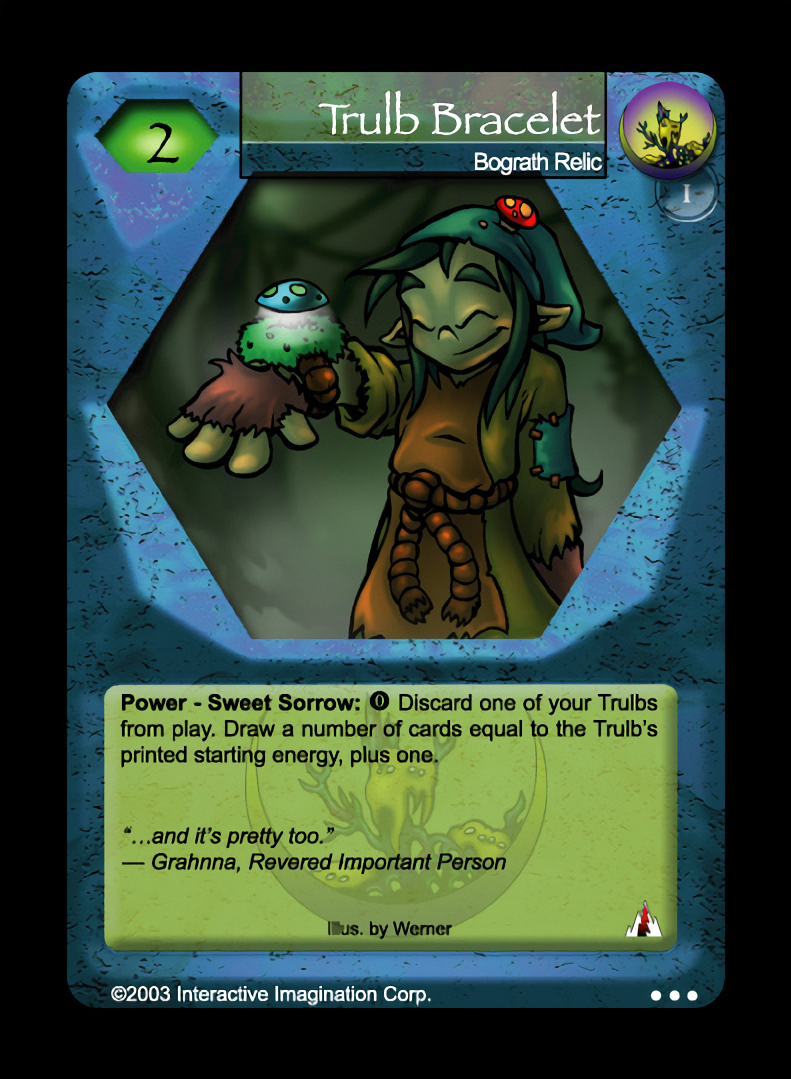 2
Trulb Bracelet
Bograth Relic
I
Power - Sweet Sorrow: 0 Discard one of your Trulbs
from play. Draw a number of cards equal to the Trulb's
printed starting energy, plus one.
“…and it's pretty too.”
— Grahnna, Revered Important Person
Illus. by Werner
©2003 Interactive Imagination Corp.